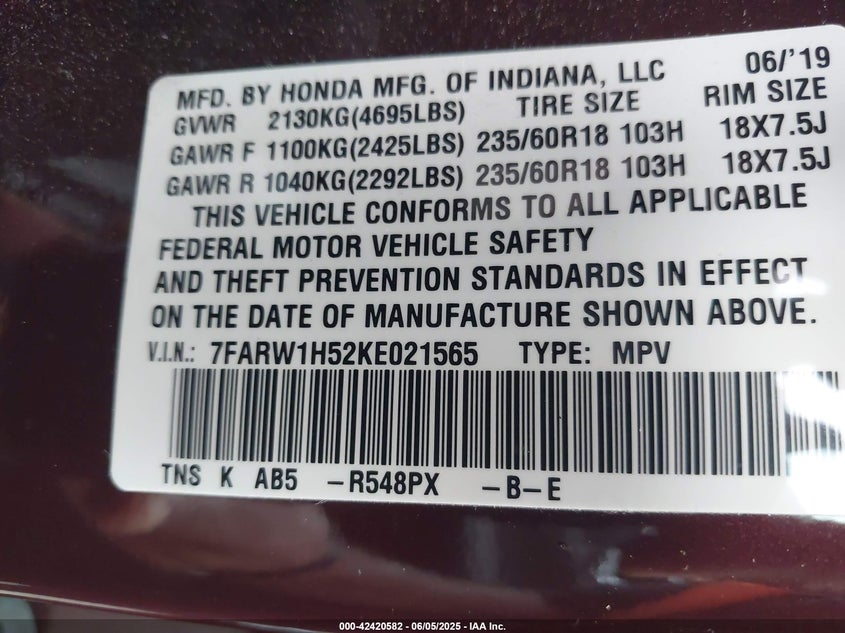 06/'19
MFD. BY HONDA MFG. OF INDIANA, LLC
GVWR 2130KG(4695LBS) TIRE SIZE RIM SIZE
GAWR F 1100KG(2425LBS) 235/60R18 103H 18X7.5J
GAWR R 1040KG(2292LBS) 235/60R18 103H 18X7.5J
THIS VEHICLE CONFORMS TO ALL APPLICABLE
FEDERAL MOTOR VEHICLE SAFETY
AND THEFT PREVENTION STANDARDS IN EFFECT
ON THE DATE OF MANUFACTURE SHOWN ABOVE.
V.I.N.: 7FARW1H52KE021565 TYPE: MPV
TNS K AB5 -R548PX -B-E
000-42420582 - 06/05/2025 - IAA Inc.